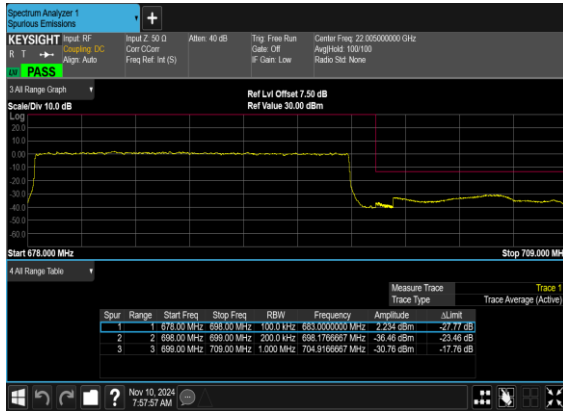 Spectrum Analyzer 1
Spurious Emissions
KEYSIGHT
R T
Input: RF
Coupling: DC
Align: Auto
Input Z: 50 Ω
Corr CCorr
Freq Ref: Int (S)
Atten: 40 dB
Trig: Free Run
Gate: Off
IF Gain: Low
Center Freq: 22.005000000 GHz
Avg|Hold: 100/100
Radio Std: None
PASS
3 All Range Graph
Scale/Div 10.0 dB
Ref Lvl Offset 7.50 dB
Ref Value 30.00 dBm
Log
20.0
10.0
0.00
-10.0
-20.0
-30.0
-40.0
-50.0
-60.0
Start 678.000 MHz
Stop 709.000 MHz
4 All Range Table
Measure Trace Trace 1
Trace Type Trace Average (Active)
Spur Range Start Freq Stop Freq RBW Frequency Amplitude ΔLimit
1 1 678.00 MHz 698.00 MHz 100.0 kHz 683.0000000 MHz 2.234 dBm -27.77 dB
2 2 698.00 MHz 699.00 MHz 200.0 kHz 698.1766667 MHz -36.46 dBm -23.46 dB
3 3 699.00 MHz 709.00 MHz 1.000 MHz 704.9166667 MHz -30.76 dBm -17.76 dB
Nov 10, 2024
7:57:57 AM